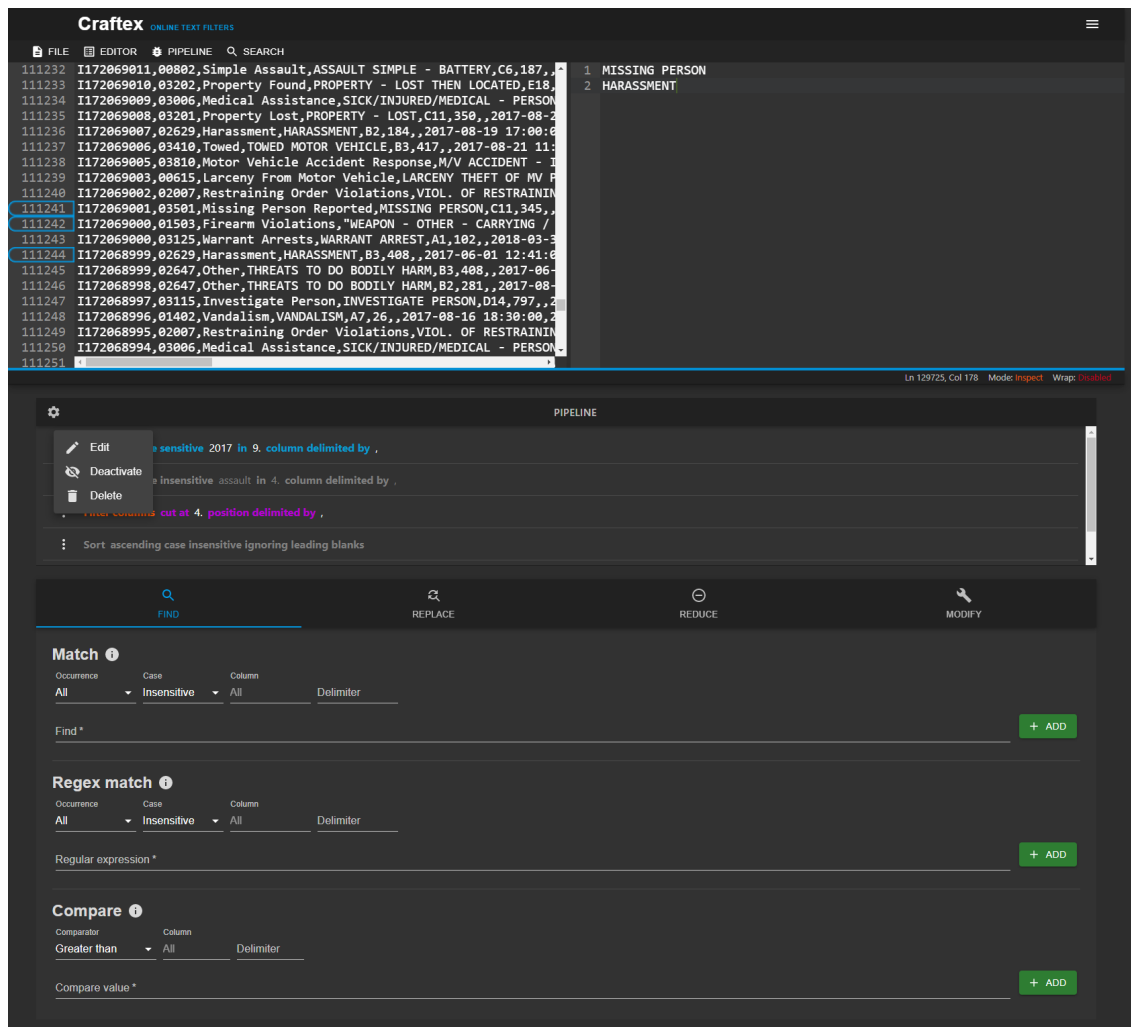 Craftex ONLINE TEXT FILTERS
FILE EDITOR PIPELINE SEARCH
111232 I172069011,00802,Simple Assault,ASSAULT SIMPLE - BATTERY,C6,187,,
111233 I172069010,03202,Property Found,PROPERTY - LOST THEN LOCATED,E18,
111234 I172069009,03006,Medical Assistance,SICK/INJURED/MEDICAL - PERSON
111235 I172069008,03201,Property Lost,PROPERTY - LOST,C11,350,,2017-08-2
111236 I172069007,02629,Harassment,HARASSMENT,B2,184,,2017-08-19 17:00:0
111237 I172069006,03410,Towed,TOWED MOTOR VEHICLE,B3,417,,2017-08-21 11:
111238 I172069005,03810,Motor Vehicle Accident Response,M/V ACCIDENT - I
111239 I172069003,00615,Larceny From Motor Vehicle,LARCENY THEFT OF MV P
111240 I172069002,02007,Restraining Order Violations,VIOL. OF RESTRAININ
111241 I172069001,03501,Missing Person Reported,MISSING PERSON,C11,345,,
111242 I172069000,01503,Firearm Violations,"WEAPON - OTHER - CARRYING /
111243 I172069000,03125,Warrant Arrests,WARRANT ARREST,A1,102,,2018-03-3
111244 I172068999,02629,Harassment,HARASSMENT,B3,408,,2017-06-01 12:41:0
111245 I172068999,02647,Other,THREATS TO DO BODILY HARM,B3,408,,2017-06-
111246 I172068998,02647,Other,THREATS TO DO BODILY HARM,B2,281,,2017-08-
111247 I172068997,03115,Investigate Person,INVESTIGATE PERSON,D14,797,,2
111248 I172068996,01402,Vandalism,VANDALISM,A7,26,,2017-08-16 18:30:00,2
111249 I172068995,02007,Restraining Order Violations,VIOL. OF RESTRAININ
111250 I172068994,03006,Medical Assistance,SICK/INJURED/MEDICAL - PERSON
111251
1 MISSING PERSON
2 HARASSMENT
Ln 129725, Col 178 Mode: Inspect Wrap: Disabled
PIPELINE
Edit
Deactivate
Delete
e sensitive 2017 in 9. column delimited by ,
e insensitive assault in 4. column delimited by ,
Filter columns cut at 4. position delimited by ,
Sort ascending case insensitive ignoring leading blanks
FIND REPLACE REDUCE MODIFY
Match
Occurrence Case Column
All Insensitive All Delimiter
Find *
+ ADD
Regex match
Occurrence Case Column
All Insensitive All Delimiter
Regular expression *
+ ADD
Compare
Comparator Column
Greater than All Delimiter
Compare value *
+ ADD